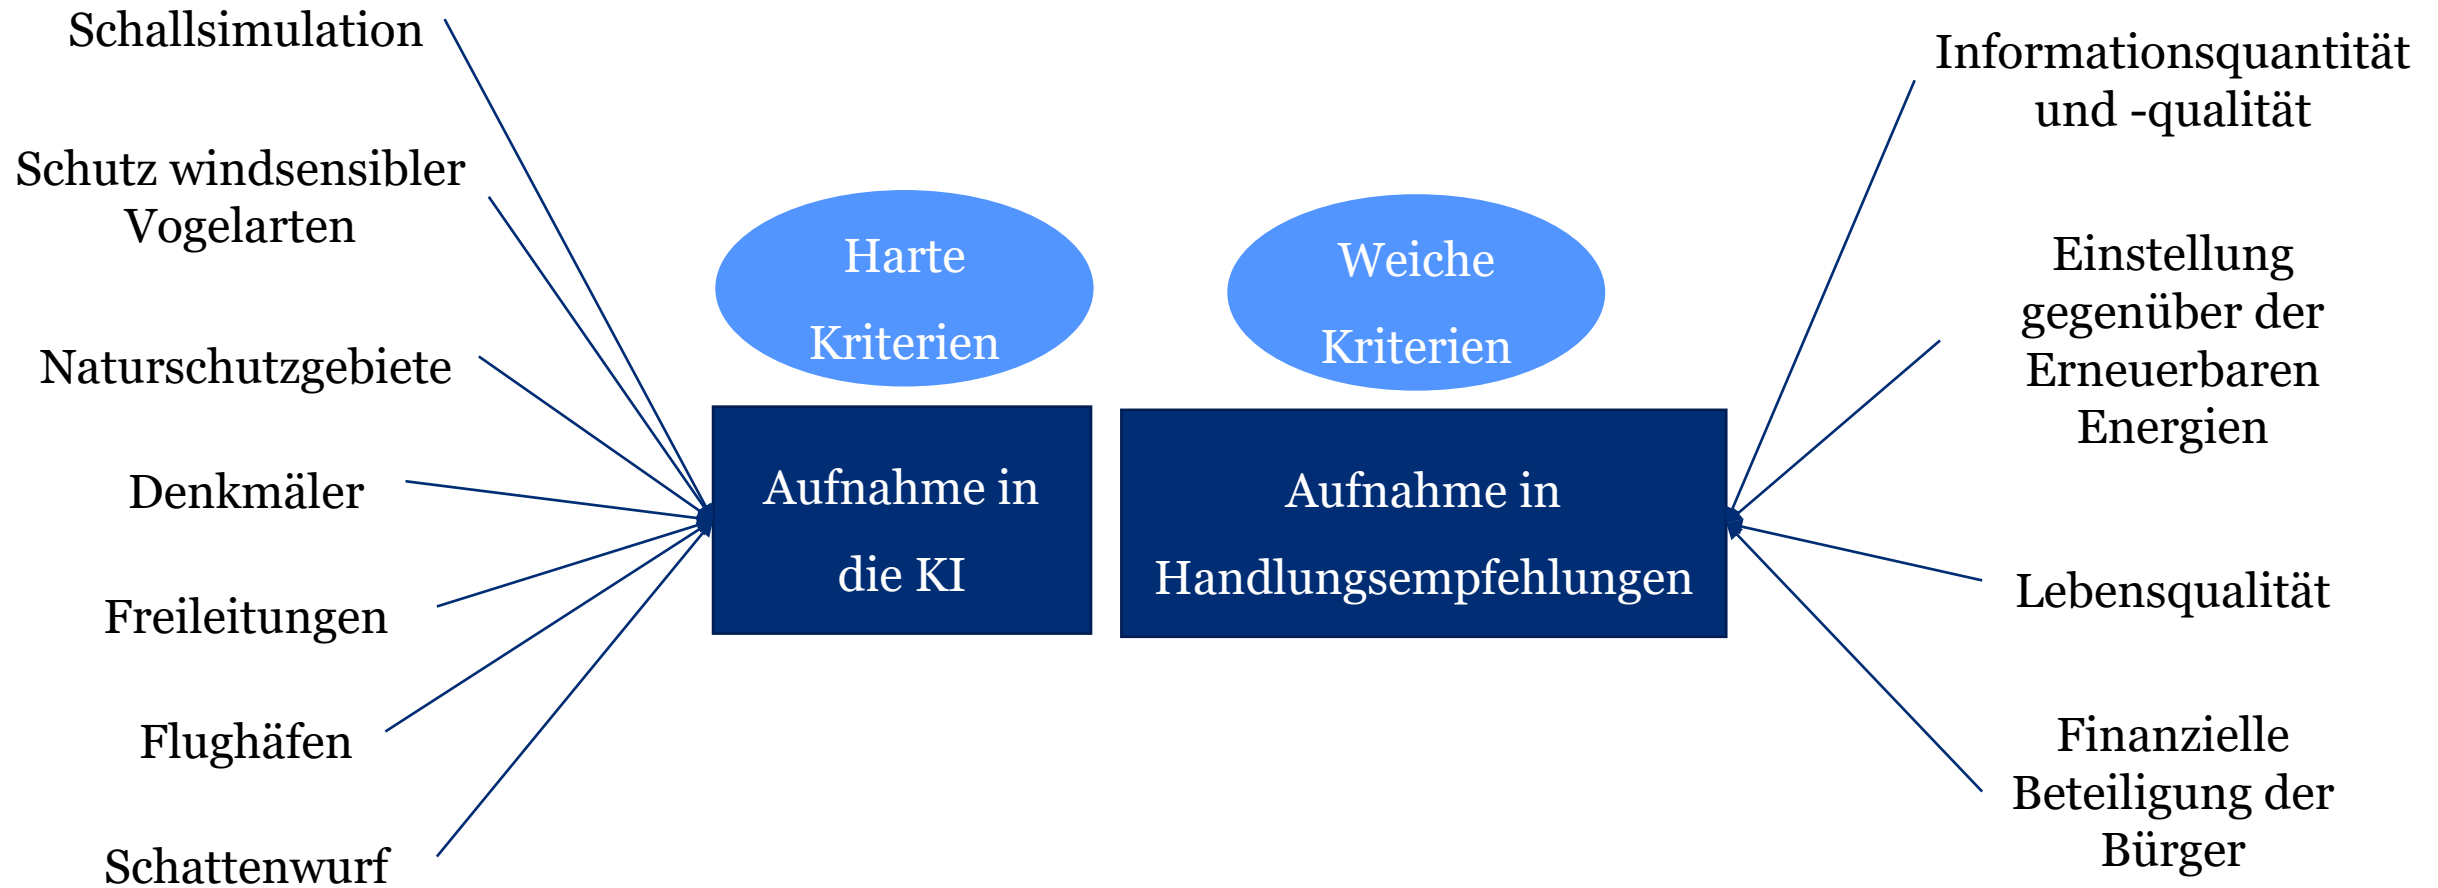 Schallsimulation
Schutz windsensibler
Vogelarten
Naturschutzgebiete
Denkmäler
Freileitungen
Flughäfen
Schattenwurf
Harte
Kriterien
Aufnahme in
die KI
Weiche
Kriterien
Aufnahme in
Handlungsempfehlungen
Informationsquantität
und -qualität
Einstellung
gegenüber der
Erneuerbaren
Energien
Lebensqualität
Finanzielle
Beteiligung der
Bürger